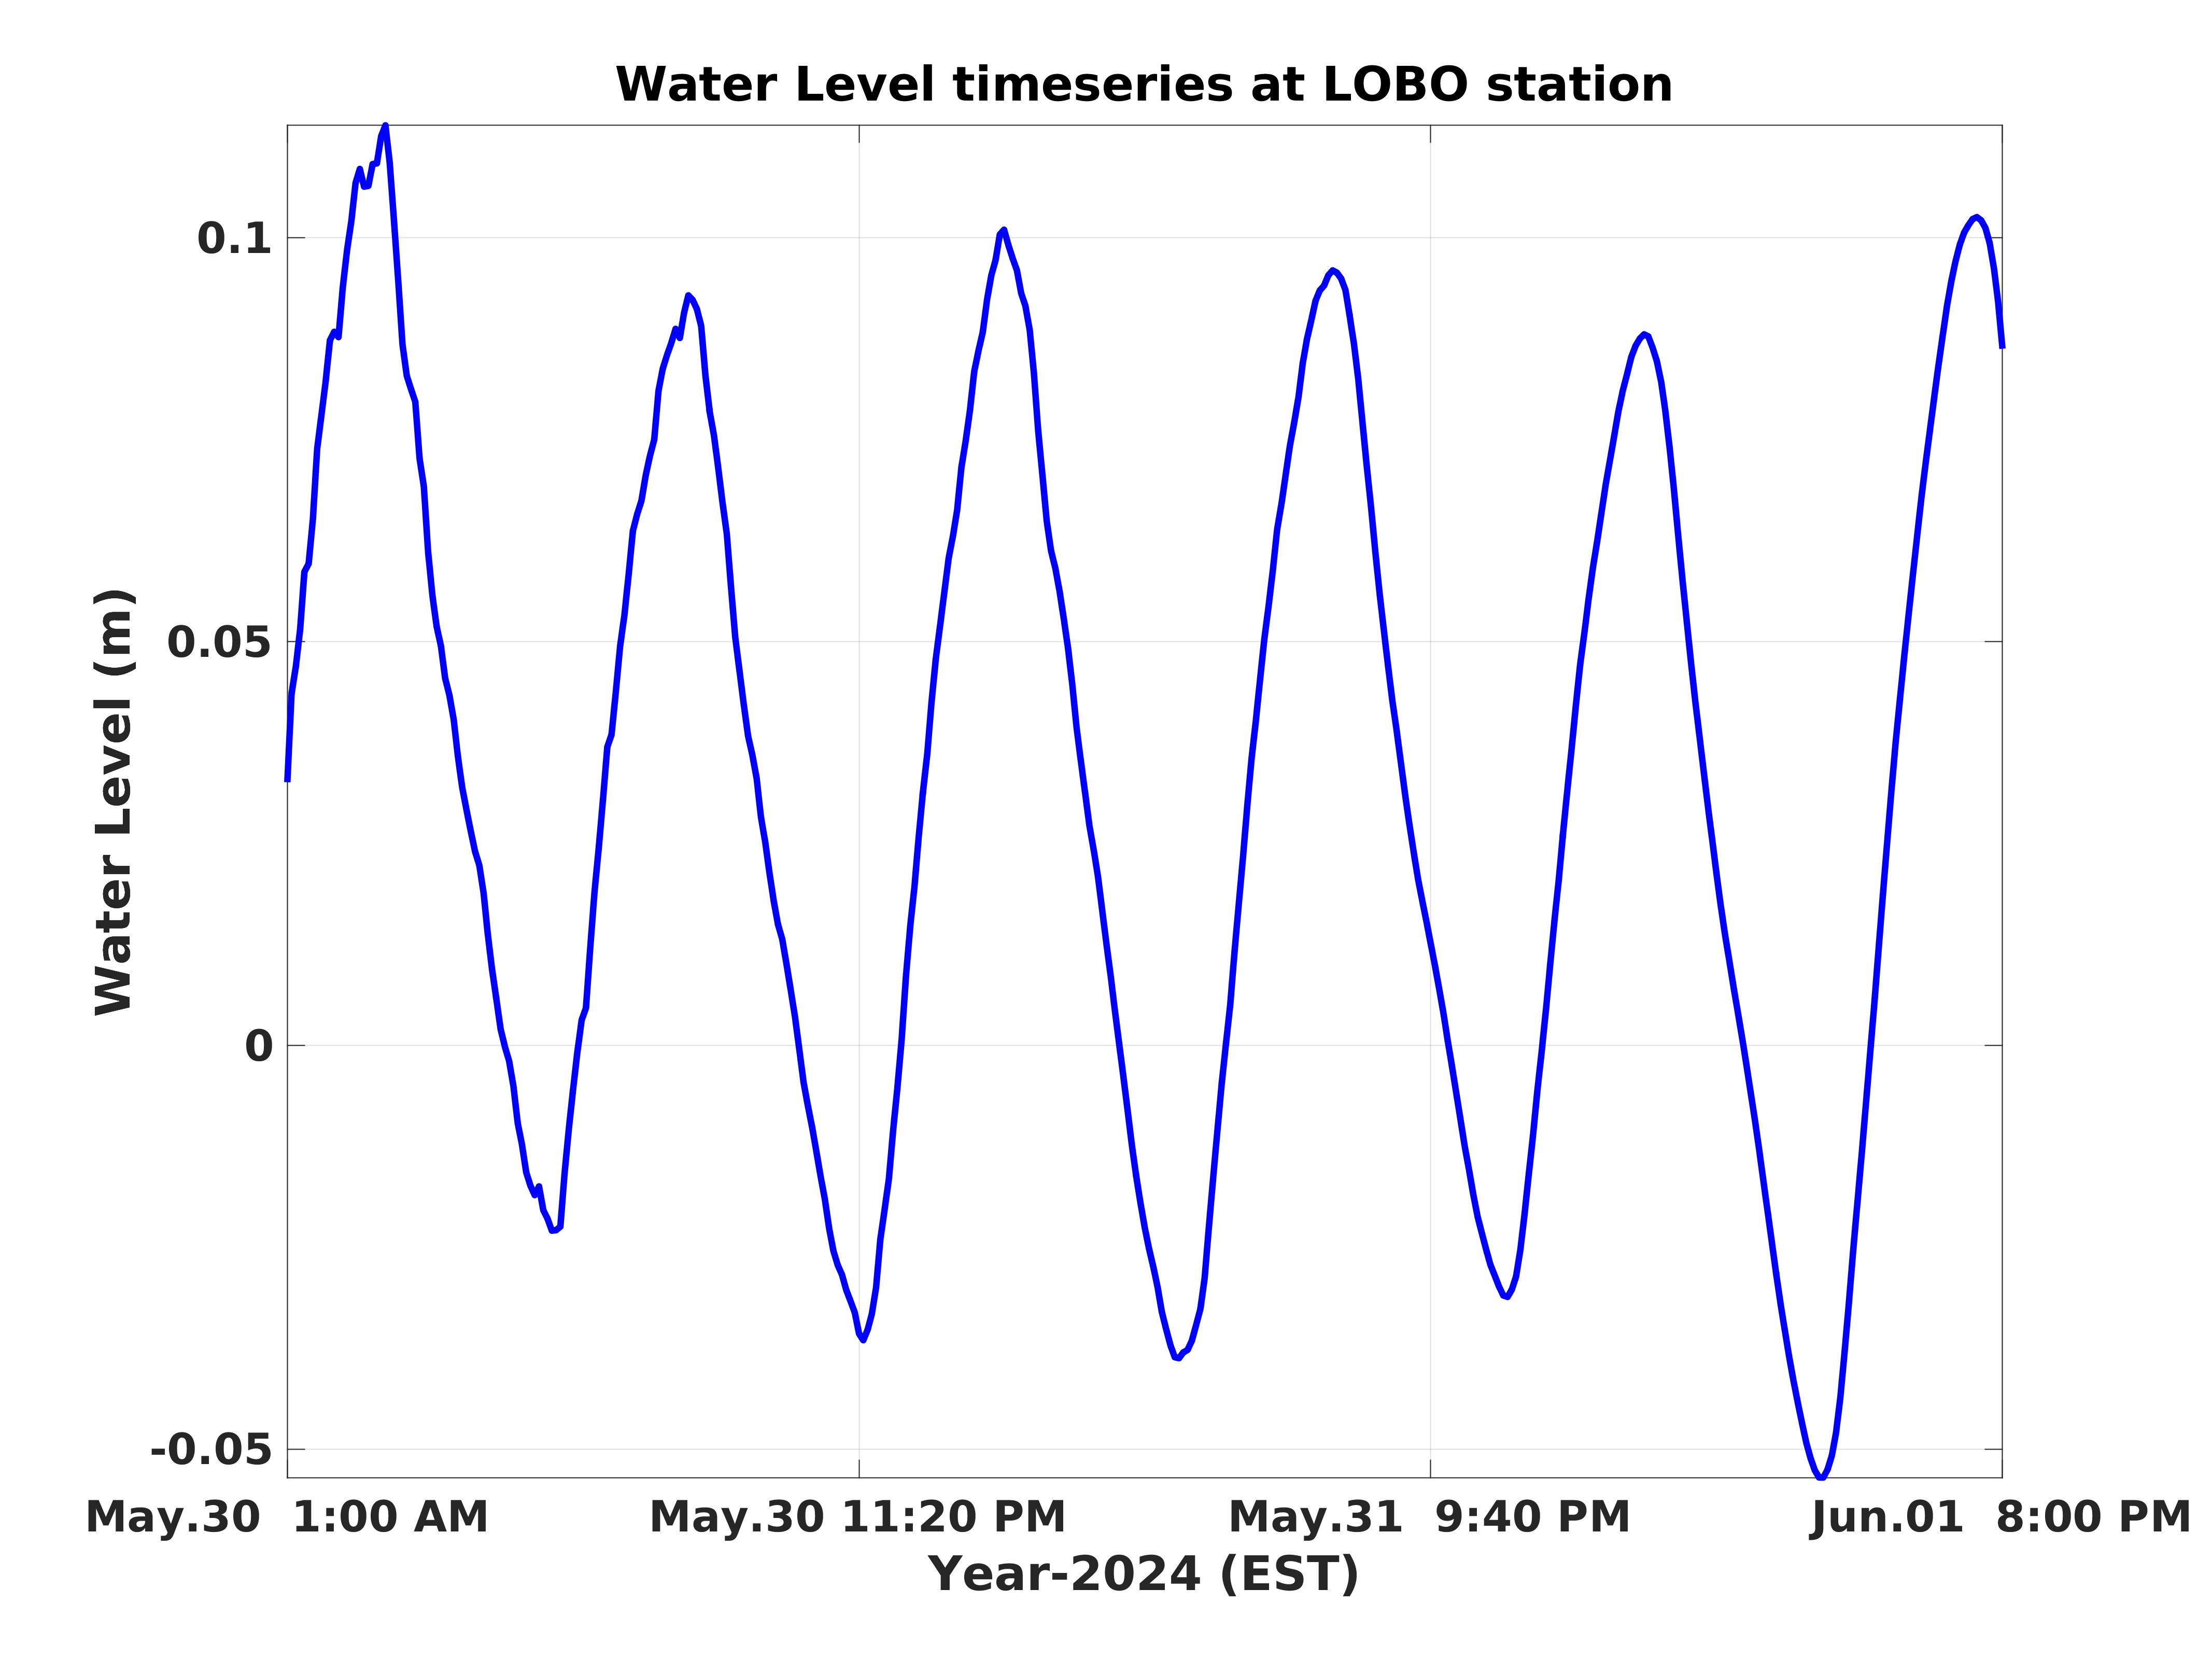 Water Level timeseries at LOBO station
Water Level (m)
0.1
0.05
0
-0.05
May.30  1:00 AM
May.30 11:20 PM
May.31  9:40 PM
Jun.01  8:00 PM
Year-2024 (EST)